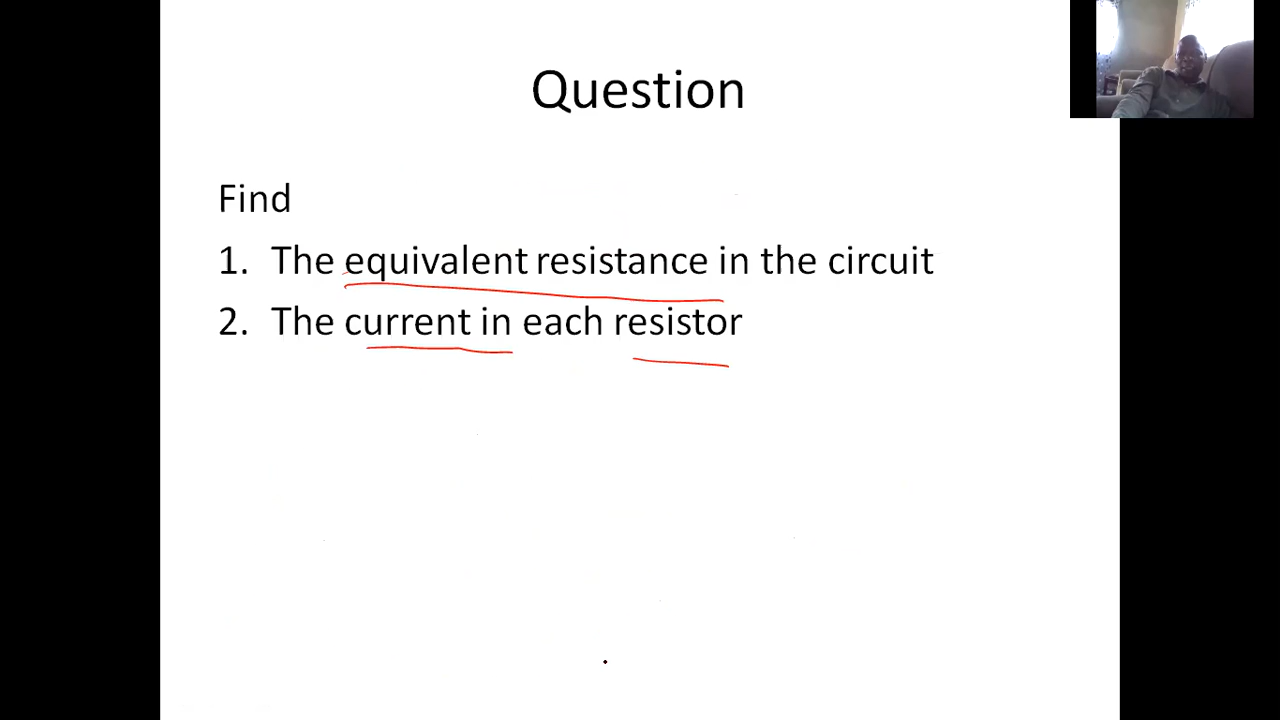 Question
Find
1. The equivalent resistance in the circuit
2. The current in each resistor